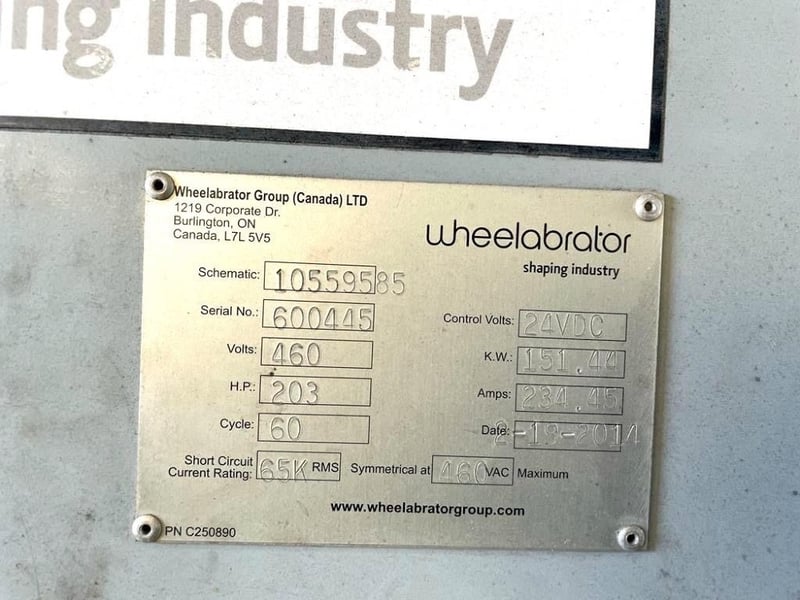 ng industry
Wheelabrator Group (Canada) LTD
1219 Corporate Dr.
Burlington, ON
Canada, L7L 5V5
wheelabrator
shaping industry
Schematic: 10559585
Serial No.: 600445
Volts: 460
H.P.: 203
Cycle: 60
Control Volts: 24VDC
K.W.: 151.44
Amps: 234.45
Date: 2-18-2014
Short Circuit
Current Rating: 65K RMS Symmetrical at 460 VAC Maximum
www.wheelabratorgroup.com
PN C250890